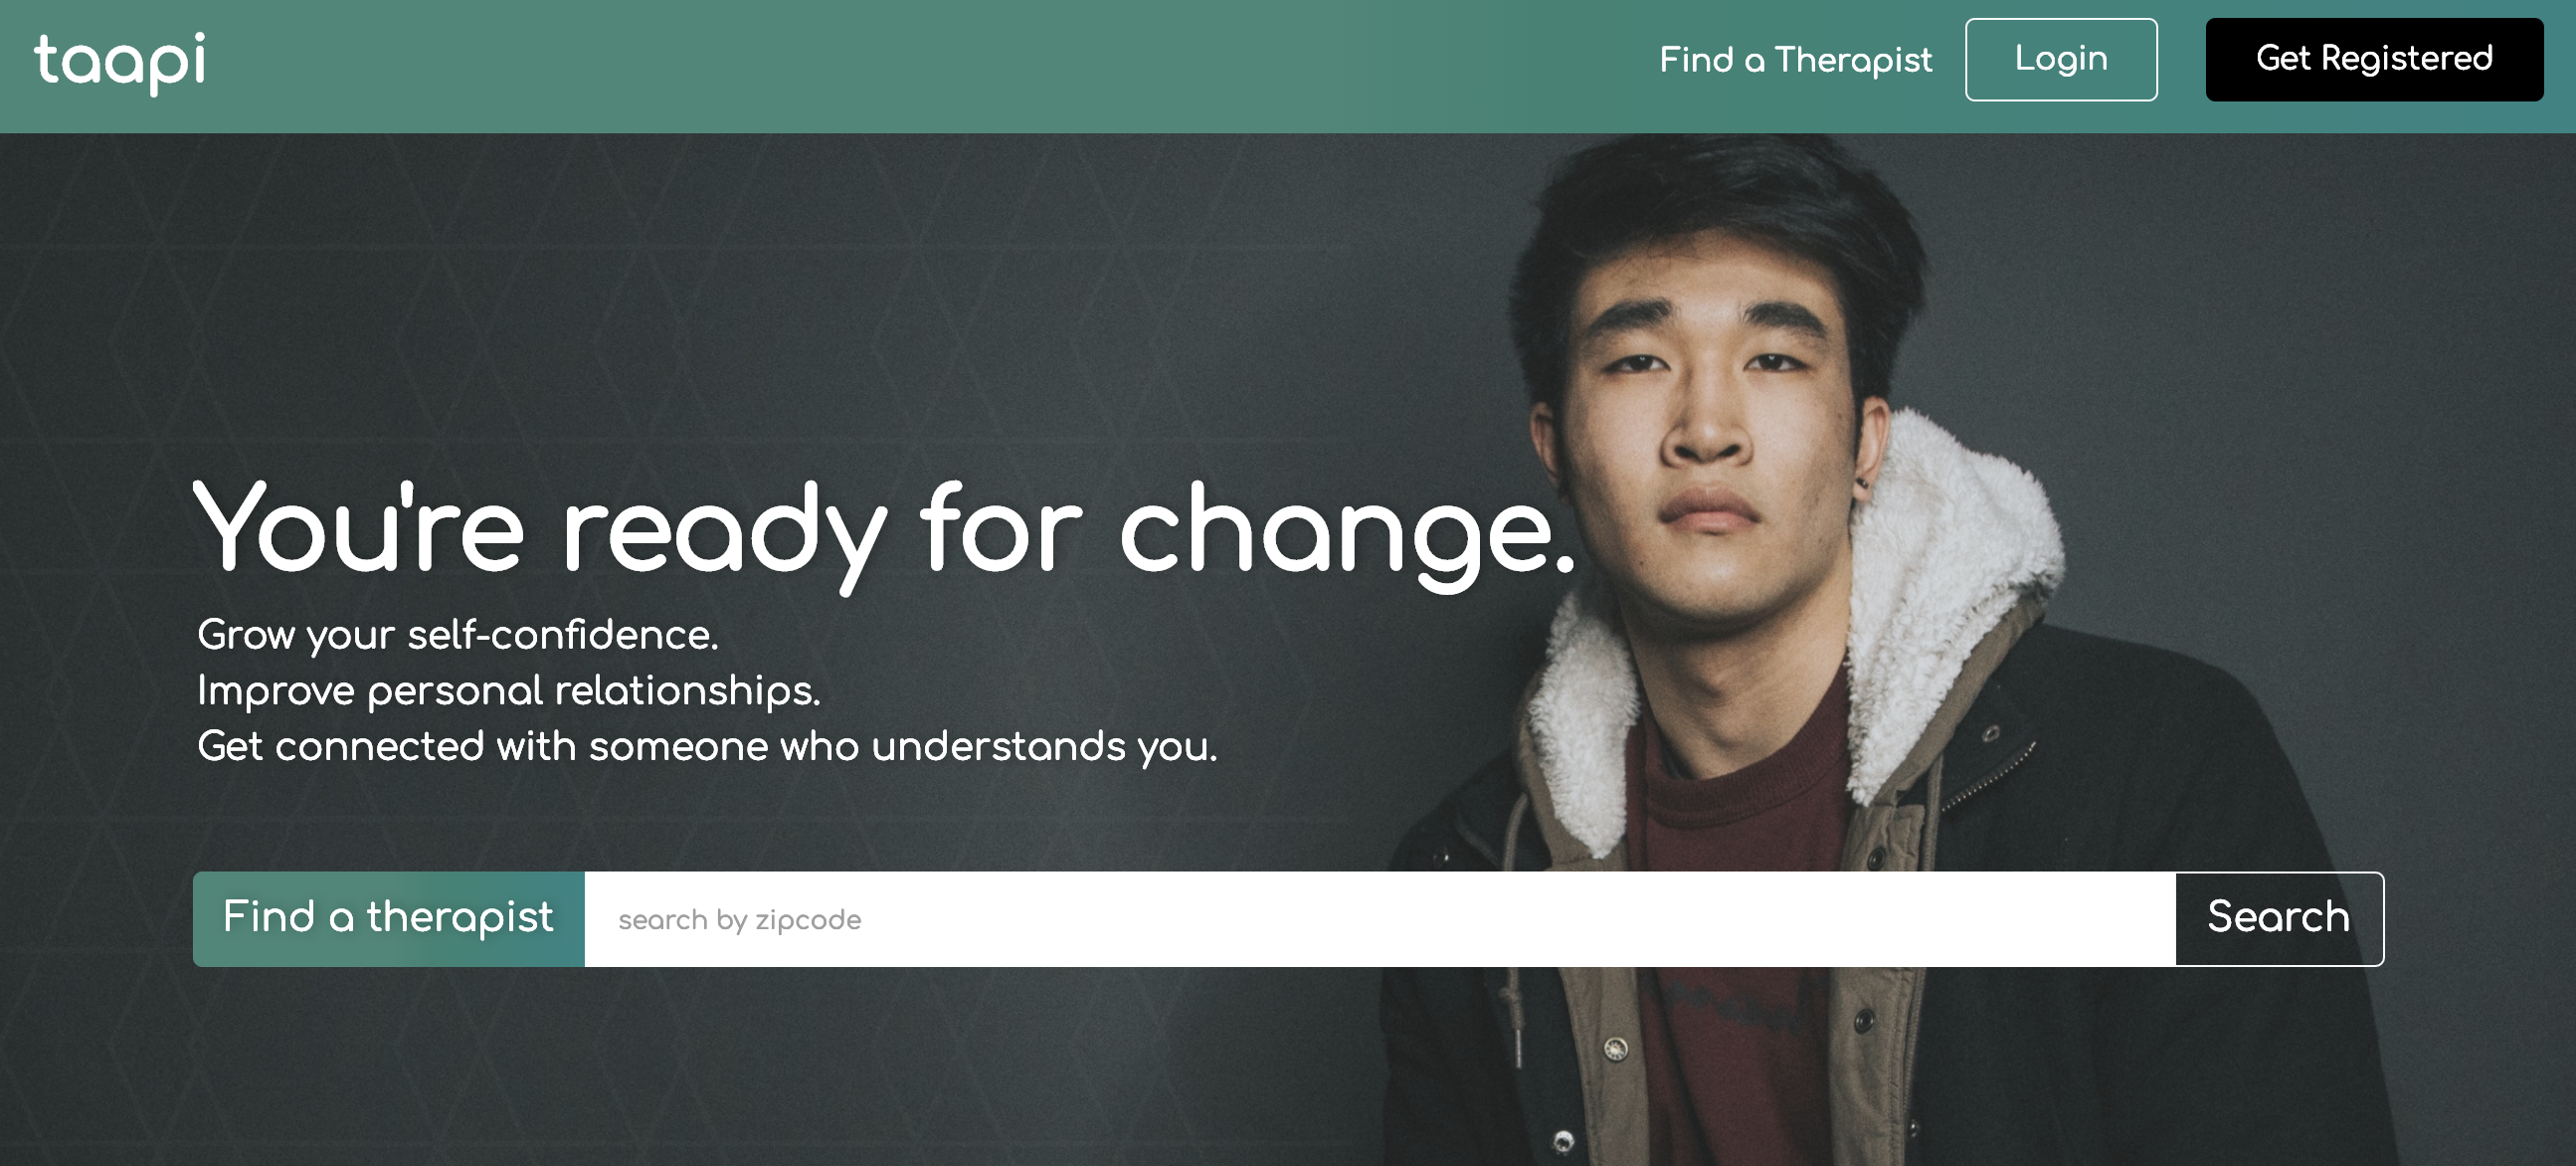 taapi
Find a Therapist
Login
Get Registered
You're ready for change.
Grow your self-confidence.
Improve personal relationships.
Get connected with someone who understands you.
Find a therapist
search by zipcode
Search